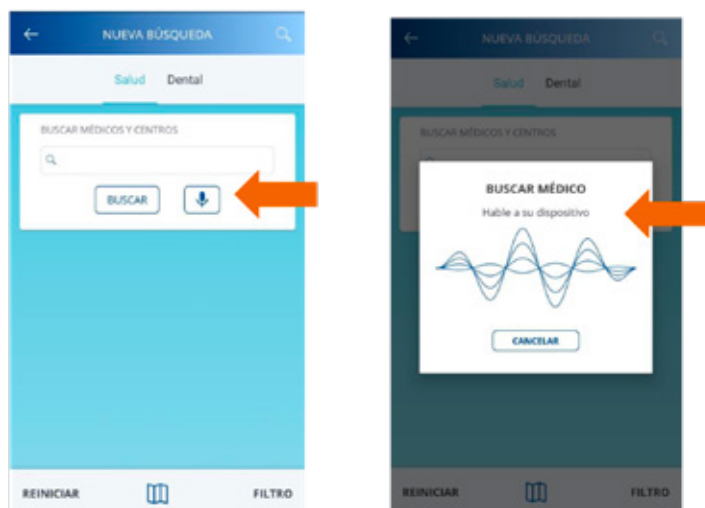 NUEVA BÚSQUEDA
Salud Dental
BUSCAR MÉDICOS Y CENTROS
BUSCAR
REINICIAR FILTRO
NUEVA BÚSQUEDA
Salud Dental
BUSCAR MÉDICOS Y CENTROS
BUSCAR MÉDICO
Hable a su dispositivo
CANCELAR
REINICIAR FILTRO